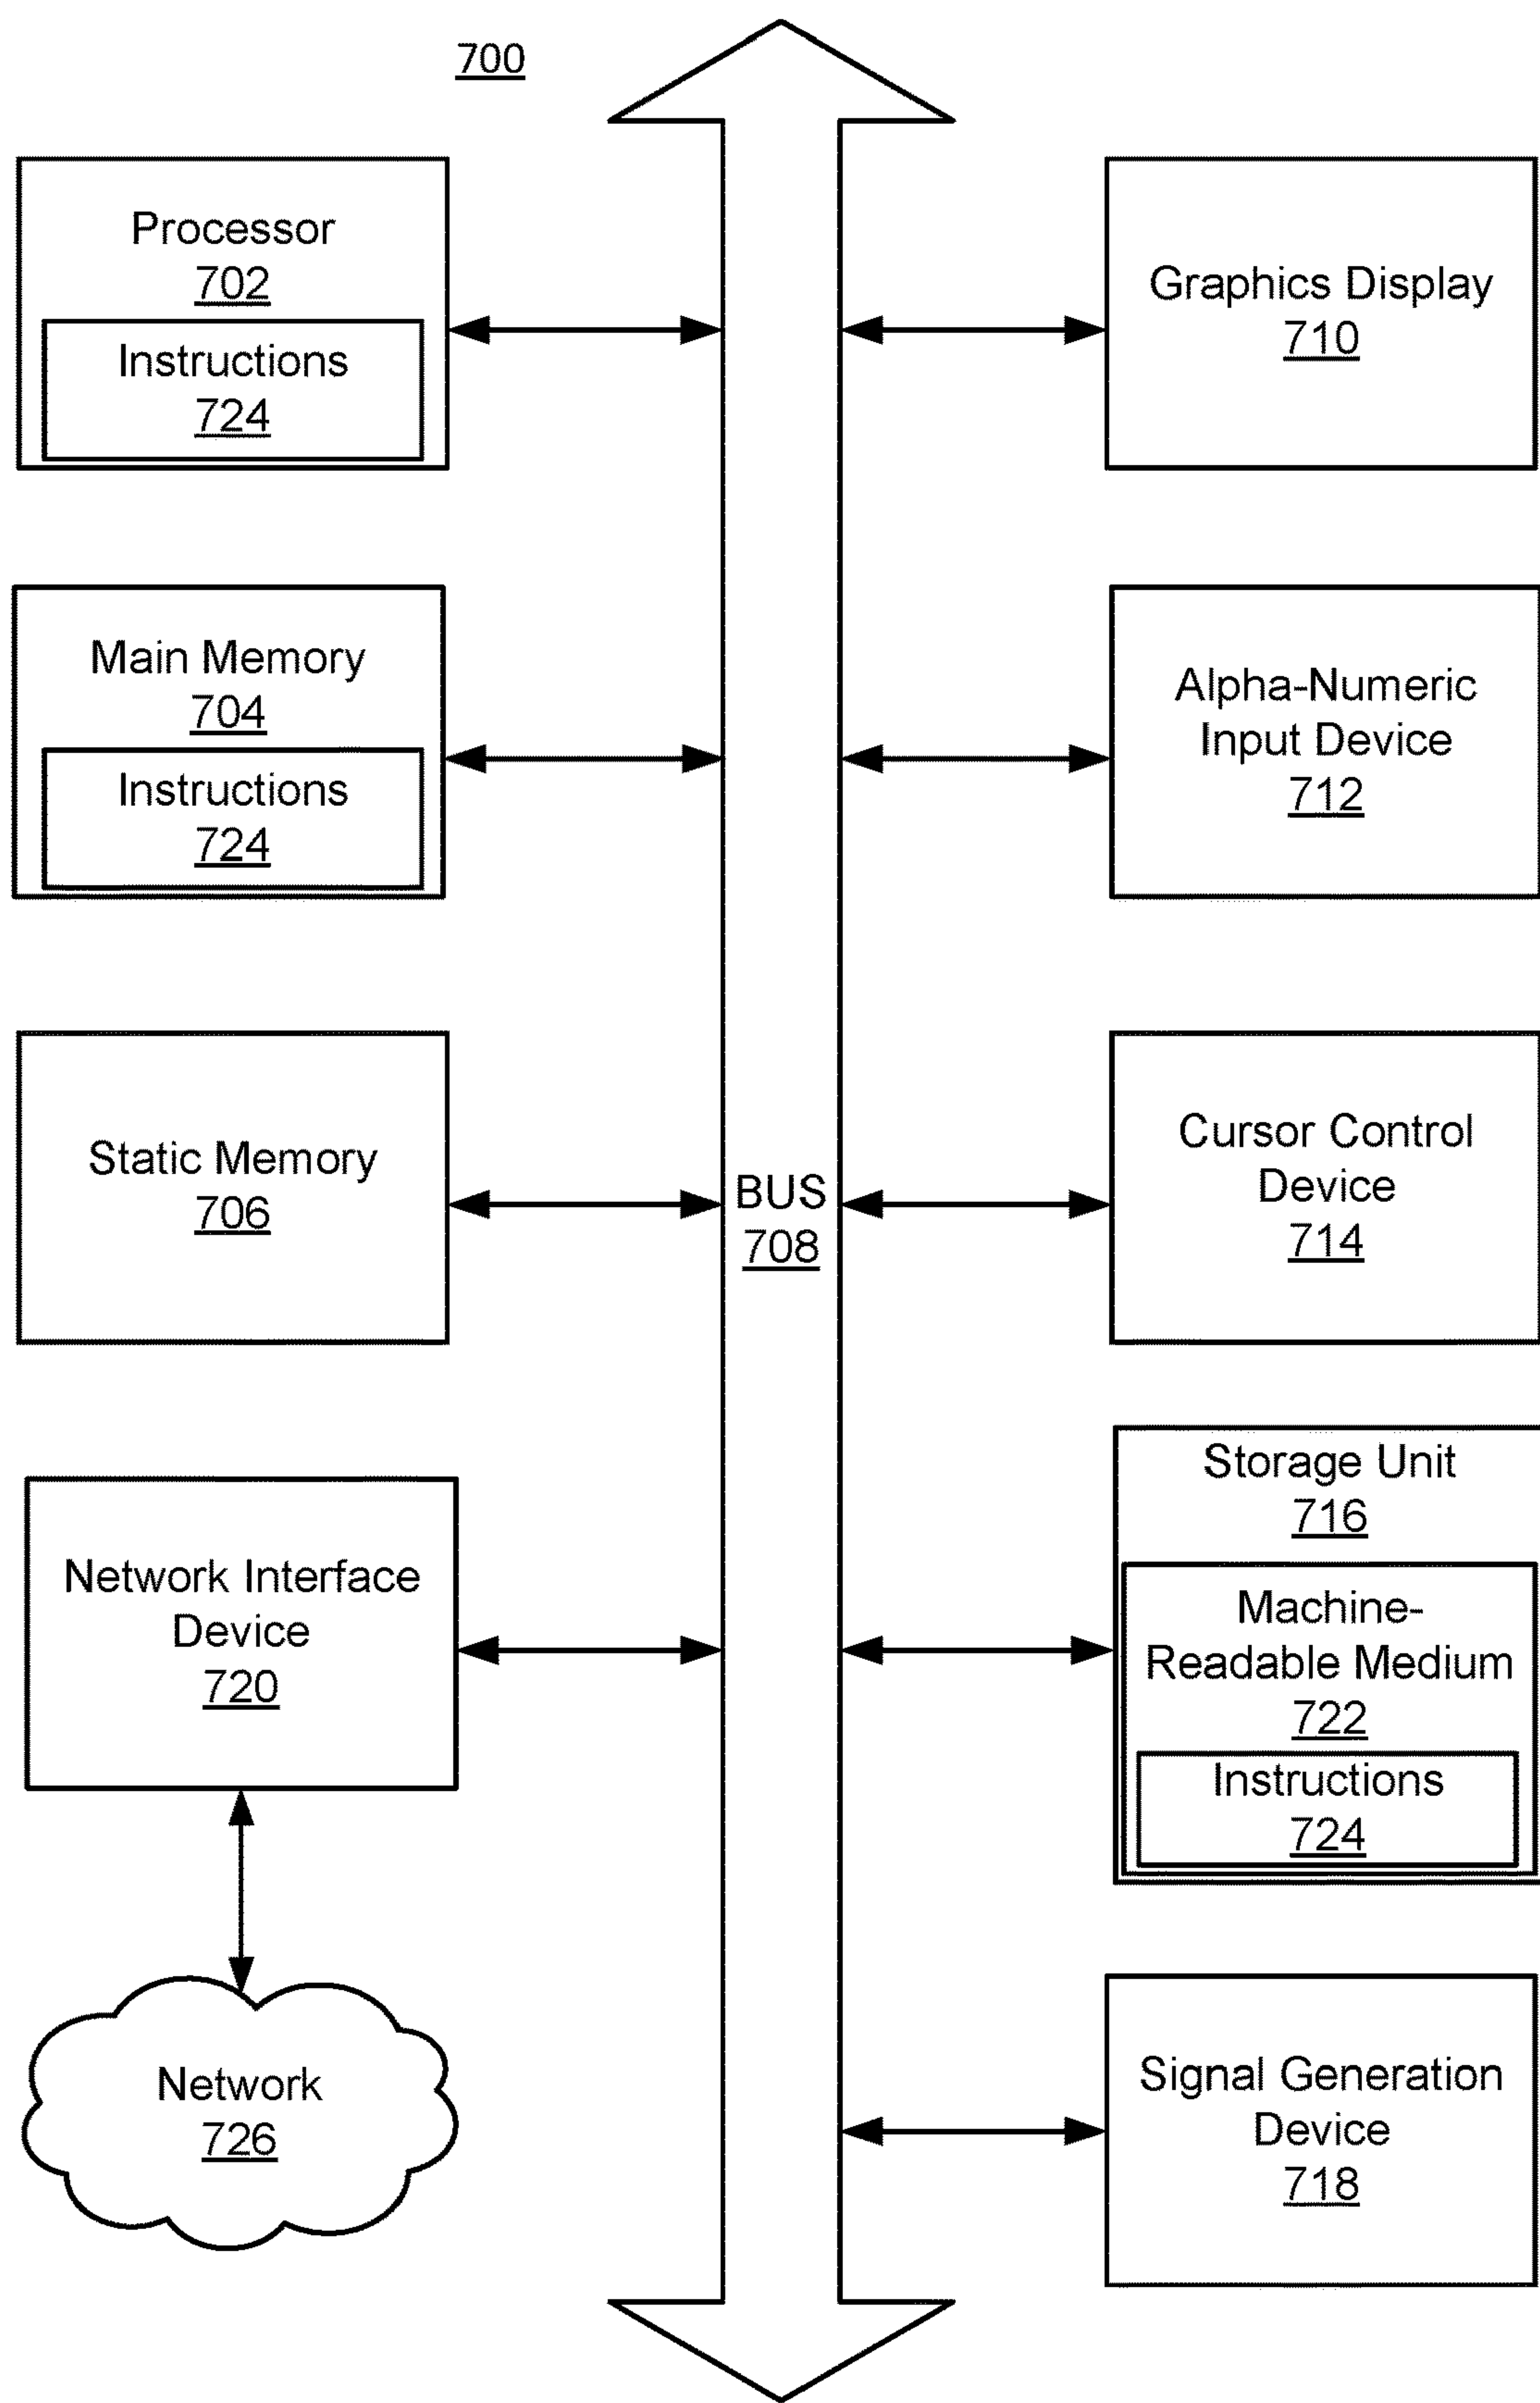 700
Processor
702
Instructions
724
Main Memory
704
Instructions
724
Static Memory
706
Network Interface
Device
720
Network
726
BUS
708
Graphics Display
710
Alpha-Numeric
Input Device
712
Cursor Control
Device
714
Storage Unit
716
Machine-
Readable Medium
722
Instructions
724
Signal Generation
Device
718